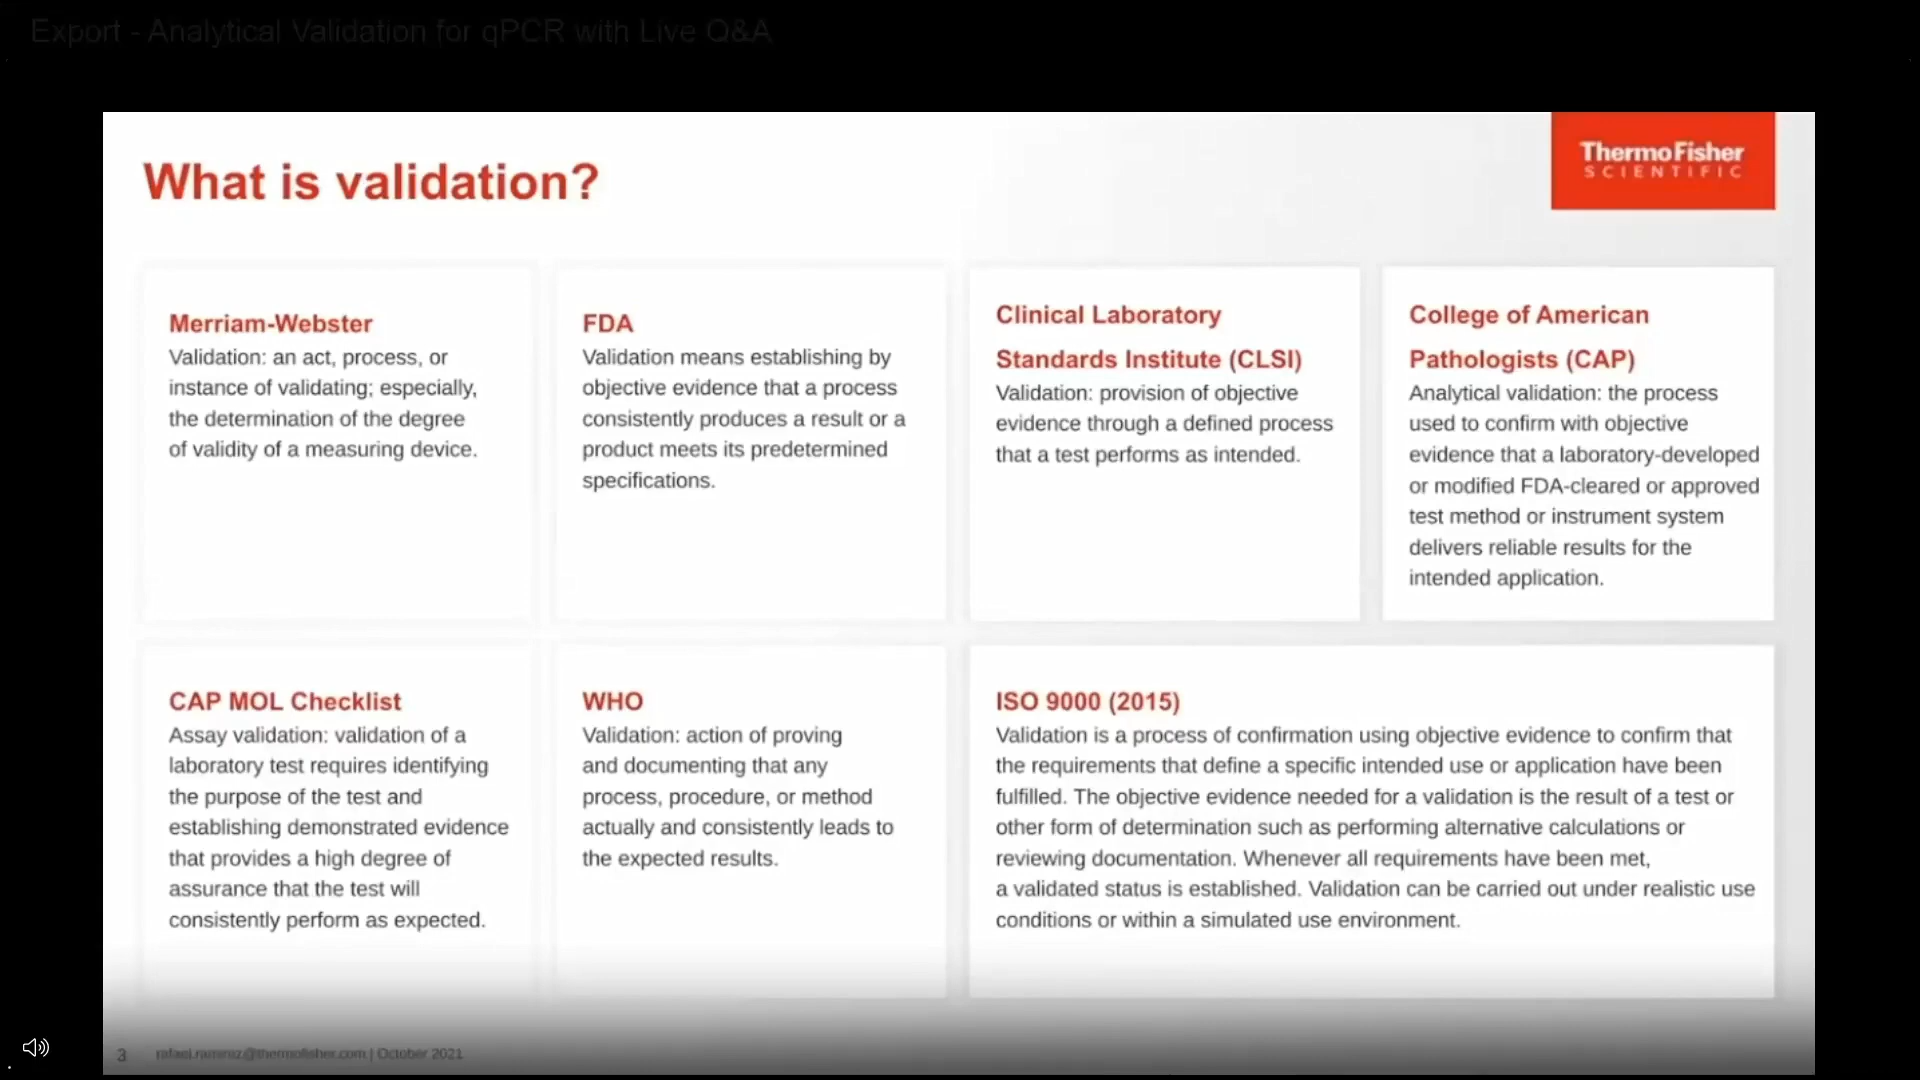 Export - Analytical Validation for qPCR with Live Q&A
What is validation?
ThermoFisher
SCIENTIFIC
Merriam-Webster
Validation: an act, process, or
instance of validating; especially,
the determination of the degree
of validity of a measuring device.
FDA
Validation means establishing by
objective evidence that a process
consistently produces a result or a
product meets its predetermined
specifications.
Clinical Laboratory
Standards Institute (CLSI)
Validation: provision of objective
evidence through a defined process
that a test performs as intended.
College of American
Pathologists (CAP)
Analytical validation: the process
used to confirm with objective
evidence that a laboratory-developed
or modified FDA-cleared or approved
test method or instrument system
delivers reliable results for the
intended application.
CAP MOL Checklist
Assay validation: validation of a
laboratory test requires identifying
the purpose of the test and
establishing demonstrated evidence
that provides a high degree of
assurance that the test will
consistently perform as expected.
WHO
Validation: action of proving
and documenting that any
process, procedure, or method
actually and consistently leads to
the expected results.
ISO 9000 (2015)
Validation is a process of confirmation using objective evidence to confirm that
the requirements that define a specific intended use or application have been
fulfilled. The objective evidence needed for a validation is the result of a test or
other form of determination such as performing alternative calculations or
reviewing documentation. Whenever all requirements have been met,
a validated status is established. Validation can be carried out under realistic use
conditions or within a simulated use environment.
3 rafael.ramiraz@thermofisher.com | October 2021